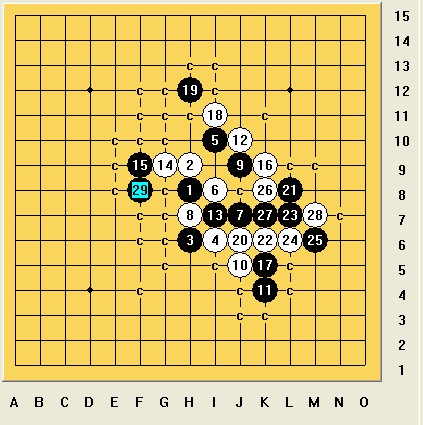 15
14
c c 13
c c 19 c 12
c c c 18 c 11
c c c 5 12 10
c 15 14 2 9 16 c c 9
c 29 c 1 6 c 26 21 8
c c 8 13 7 27 23 28 c 7
c c 3 4 20 22 24 25 6
c c 10 17 c 5
c c 11 c 4
c c 3
2
1
A B C D E F G H I J K L M N O